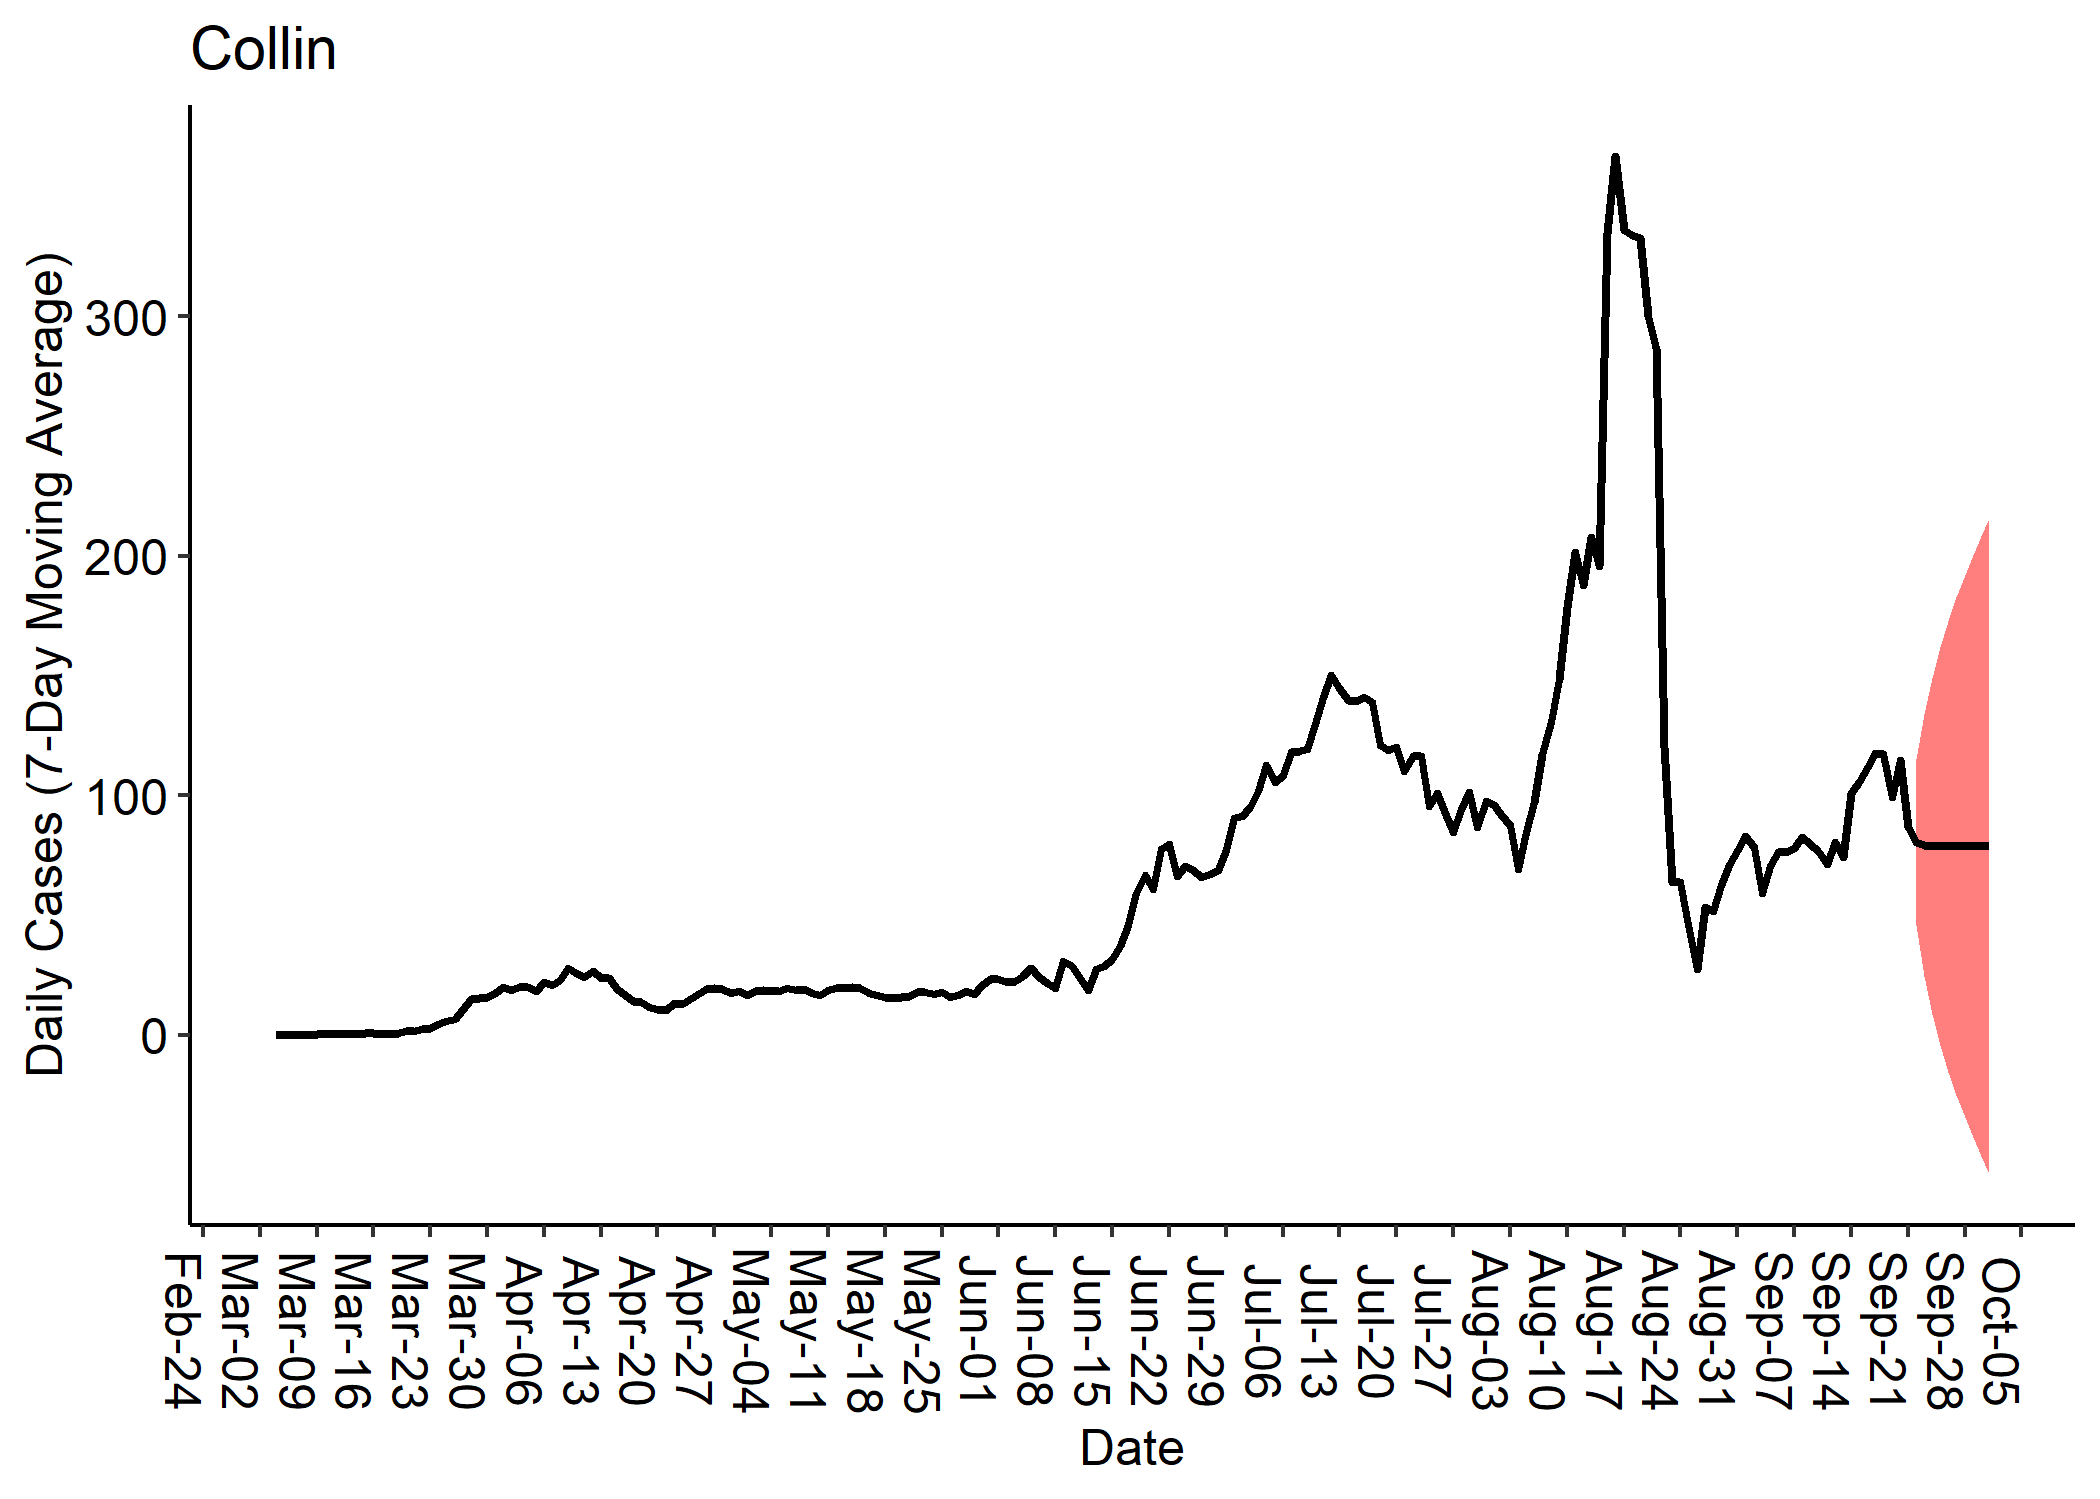 Collin
Daily Cases (7-Day Moving Average)
300
200
100
0
Feb-24
Mar-02
Mar-09
Mar-16
Mar-23
Mar-30
Apr-06
Apr-13
Apr-20
Apr-27
May-04
May-11
May-18
May-25
Jun-01
Jun-08
Jun-15
Jun-22
Jun-29
Jul-06
Jul-13
Jul-20
Jul-27
Aug-03
Aug-10
Aug-17
Aug-24
Aug-31
Sep-07
Sep-14
Sep-21
Sep-28
Oct-05
Date